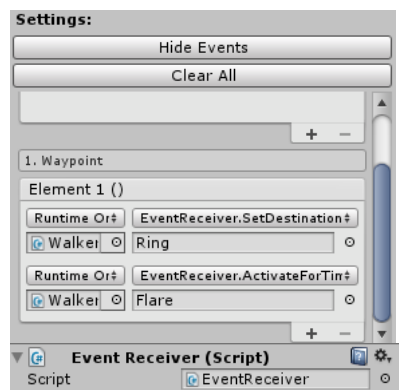 Settings:
Hide Events
Clear All
+ −
1. Waypoint
Element 1 ()
Runtime Or EventReceiver.SetDestination
Walker Ring
Runtime Or EventReceiver.ActivateForTim
Walker Flare
+ −
Event Receiver (Script)
Script EventReceiver